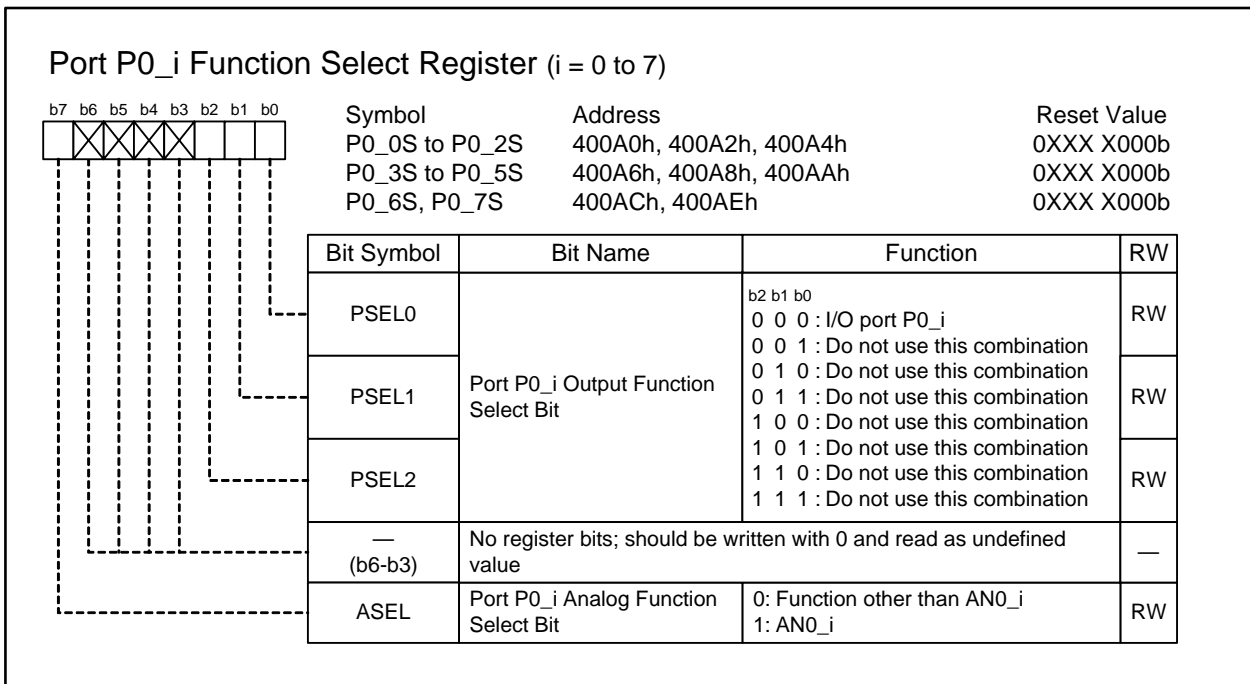 Port P0_i Function Select Register (i = 0 to 7)
b7 b6 b5 b4 b3 b2 b1 b0
Symbol Address Reset Value
P0_0S to P0_2S 400A0h, 400A2h, 400A4h 0XXX X000b
P0_3S to P0_5S 400A6h, 400A8h, 400AAh 0XXX X000b
P0_6S, P0_7S 400ACh, 400AEh 0XXX X000b
Bit Symbol Bit Name Function RW
PSEL0
PSEL1
PSEL2
Port P0_i Output Function
Select Bit
b2 b1 b0
0 0 0 : I/O port P0_i
0 0 1 : Do not use this combination
0 1 0 : Do not use this combination
0 1 1 : Do not use this combination
1 0 0 : Do not use this combination
1 0 1 : Do not use this combination
1 1 0 : Do not use this combination
1 1 1 : Do not use this combination
RW
RW
RW
—
(b6-b3)
No register bits; should be written with 0 and read as undefined
value
—
ASEL
Port P0_i Analog Function
Select Bit
0: Function other than AN0_i
1: AN0_i
RW